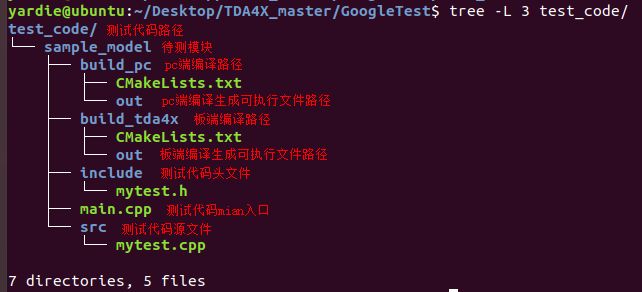 yardie@ubuntu:~/Desktop/TDA4X_master/GoogleTest$ tree -L 3 test_code/
test_code/ 测试代码路径
└── sample_model 待测模块
    ├── build_pc pc端编译路径
    │   ├── CMakeLists.txt
    │   └── out pc端编译生成可执行文件路径
    ├── build_tda4x 板端编译路径
    │   ├── CMakeLists.txt
    │   └── out 板端编译生成可执行文件路径
    ├── include 测试代码头文件
    │   └── mytest.h
    ├── main.cpp 测试代码mian入口
    └── src 测试代码源文件
        └── mytest.cpp
7 directories, 5 files